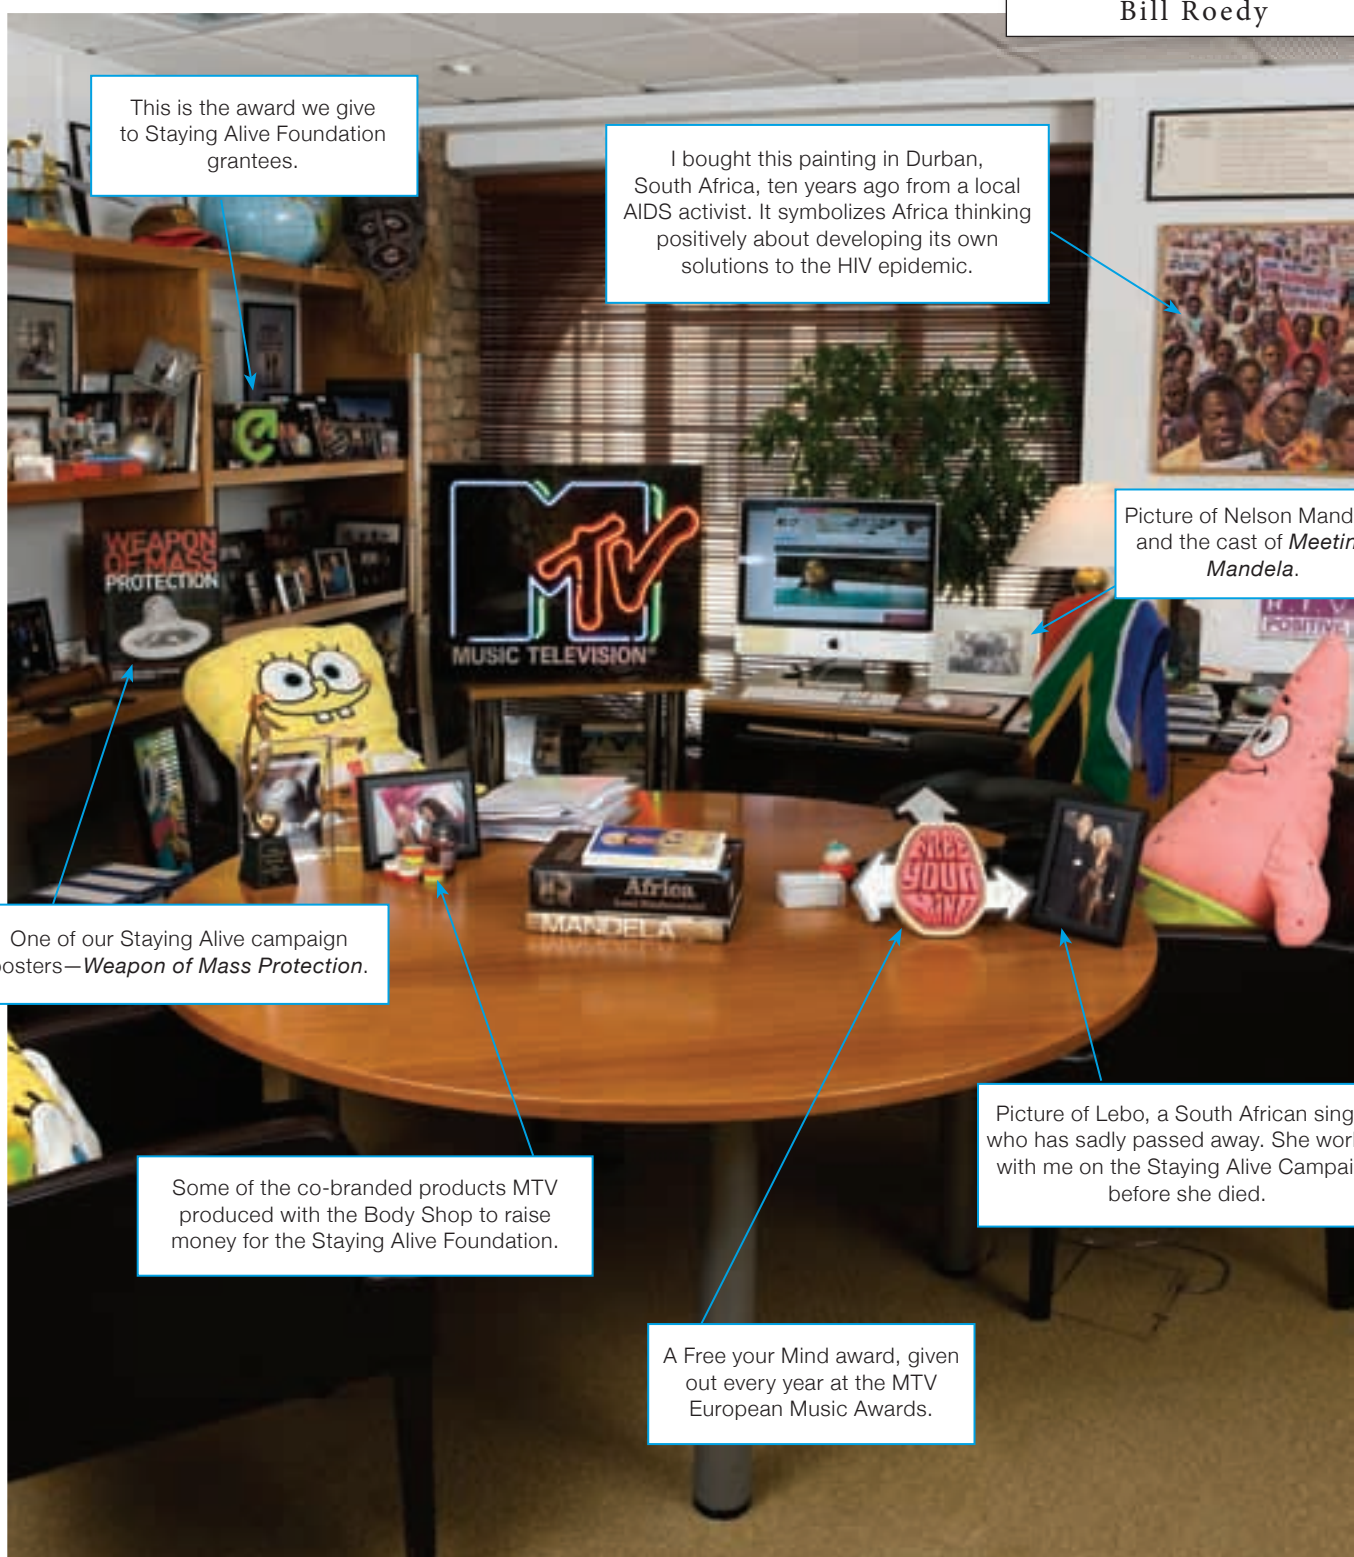 Bill Roedy
This is the award we give
to Staying Alive Foundation
grantees.
I bought this painting in Durban,
South Africa, ten years ago from a local
AIDS activist. It symbolizes Africa thinking
positively about developing its own
solutions to the HIV epidemic.
Picture of Nelson Mand
and the cast of Meetin
Mandela.
WEAPON
OF MASS
PROTECTION
MTV
MUSIC TELEVISION
HIV
POSITIVE
Africa
MANDELA
FREE
YOUR
MIND
One of our Staying Alive campaign
posters—Weapon of Mass Protection.
Picture of Lebo, a South African sing
who has sadly passed away. She work
with me on the Staying Alive Campai
before she died.
Some of the co-branded products MTV
produced with the Body Shop to raise
money for the Staying Alive Foundation.
A Free your Mind award, given
out every year at the MTV
European Music Awards.